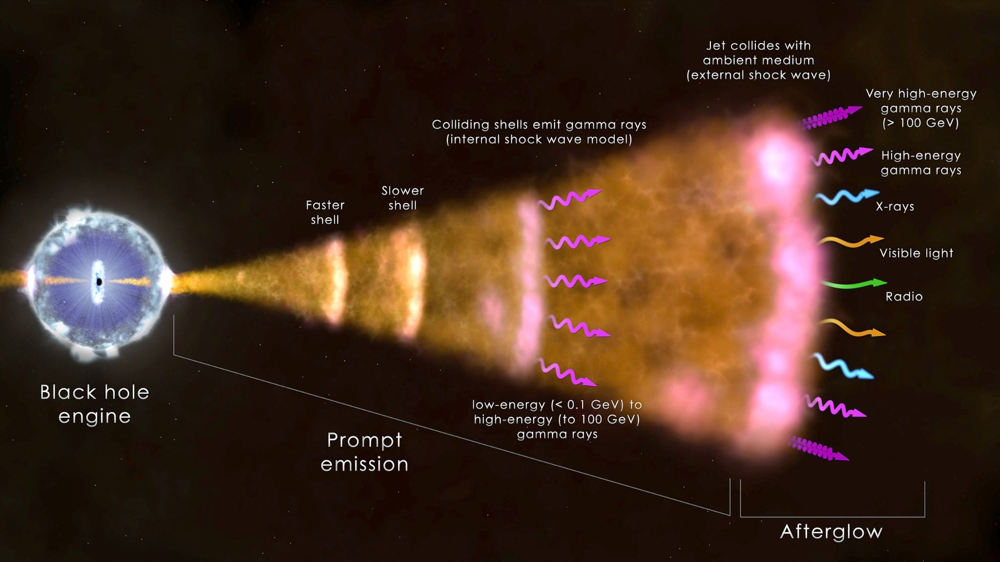 Jet collides with
ambient medium
(external shock wave)
Very high-energy
gamma rays
(> 100 GeV)
Colliding shells emit gamma rays
(internal shock wave model)
High-energy
gamma rays
Slower
shell
Faster
shell
X-rays
Visible light
Radio
Black hole
engine
low-energy (< 0.1 GeV) to
high-energy (to 100 GeV)
gamma rays
Prompt
emission
Afterglow